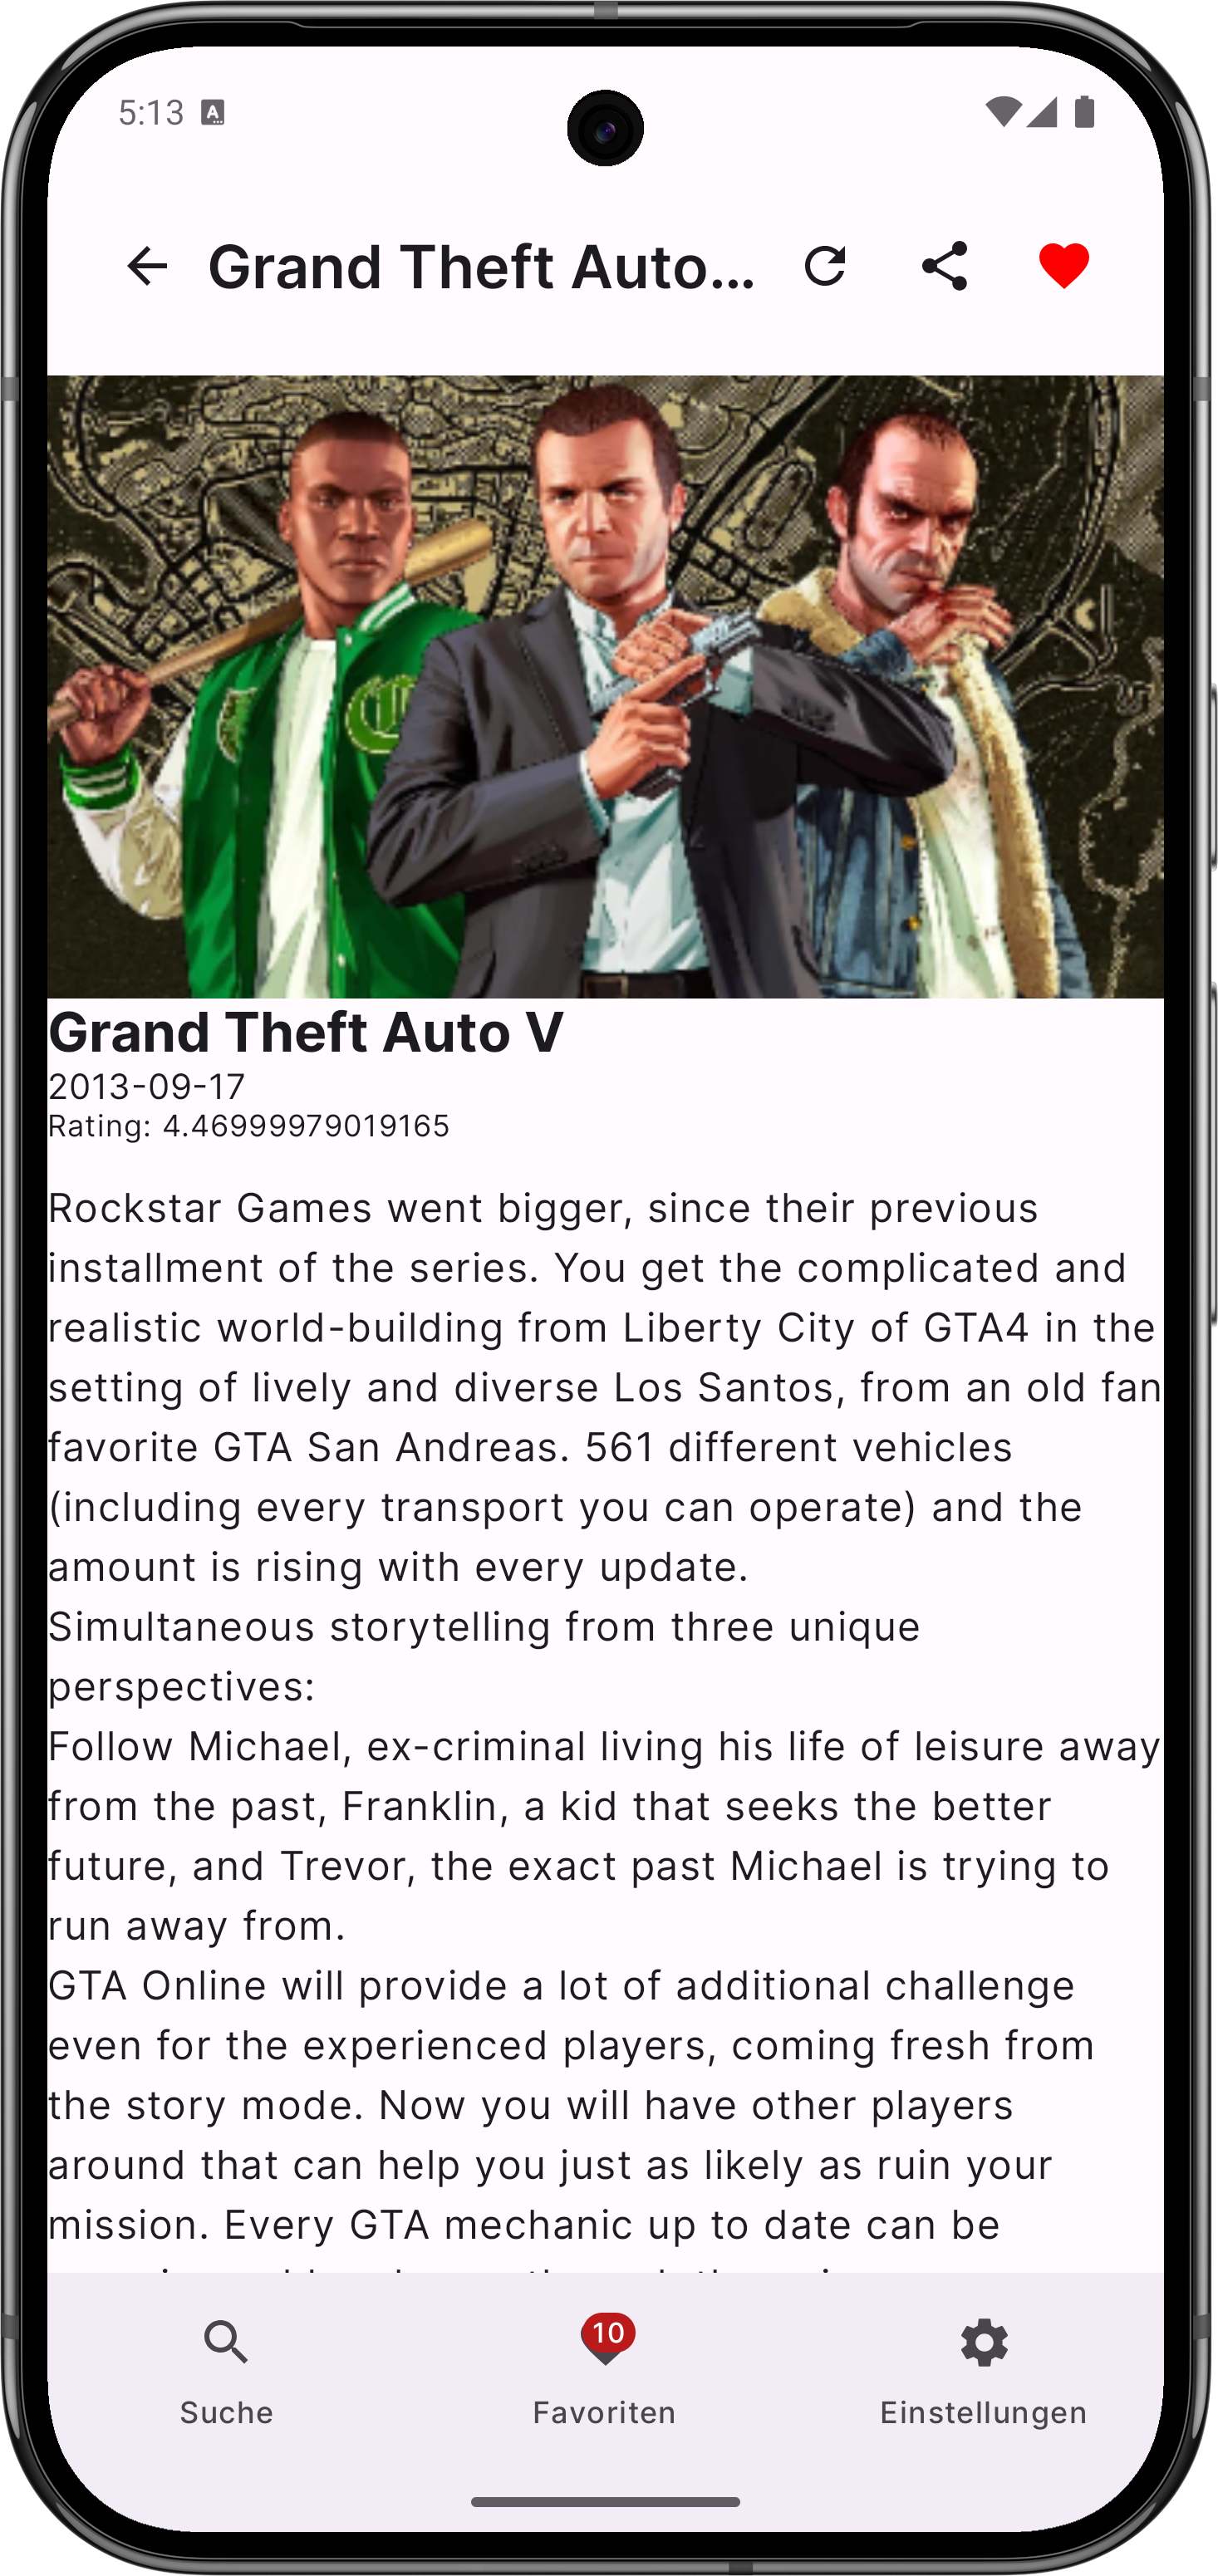 5:13
Grand Theft Auto...
Grand Theft Auto V
2013-09-17
Rating: 4.46999979019165
Rockstar Games went bigger, since their previous
installment of the series. You get the complicated and
realistic world-building from Liberty City of GTA4 in the
setting of lively and diverse Los Santos, from an old fan
favorite GTA San Andreas. 561 different vehicles
(including every transport you can operate) and the
amount is rising with every update.
Simultaneous storytelling from three unique
perspectives:
Follow Michael, ex-criminal living his life of leisure away
from the past, Franklin, a kid that seeks the better
future, and Trevor, the exact past Michael is trying to
run away from.
GTA Online will provide a lot of additional challenge
even for the experienced players, coming fresh from
the story mode. Now you will have other players
around that can help you just as likely as ruin your
mission. Every GTA mechanic up to date can be
10
Suche
Favoriten
Einstellungen